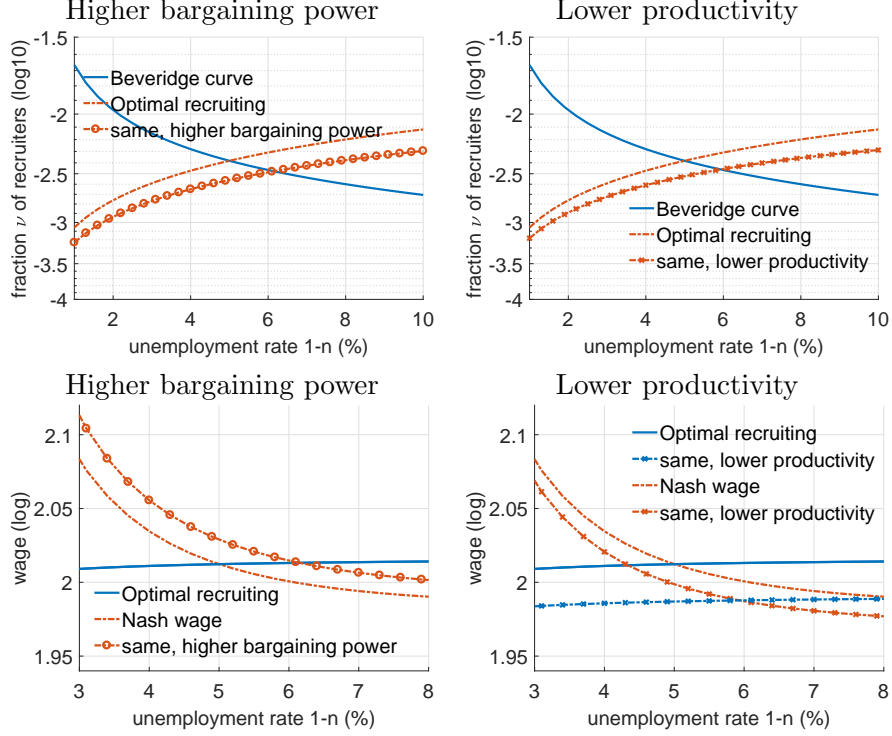 Higher bargaining power
fraction ν of recruiters (log10)
-1.5
-2
-2.5
-3
-3.5
-4
Beveridge curve
Optimal recruiting
same, higher bargaining power
2
4
6
8
10
unemployment rate 1-n (%)
Lower productivity
fraction ν of recruiters (log10)
-1.5
-2
-2.5
-3
-3.5
-4
Beveridge curve
Optimal recruiting
same, lower productivity
2
4
6
8
10
unemployment rate 1-n (%)
Higher bargaining power
wage (log)
2.1
2.05
2
1.95
Optimal recruiting
Nash wage
same, higher bargaining power
3
4
5
6
7
8
unemployment rate 1-n (%)
Lower productivity
wage (log)
2.1
2.05
2
1.95
Optimal recruiting
same, lower productivity
Nash wage
same, lower productivity
3
4
5
6
7
8
unemployment rate 1-n (%)